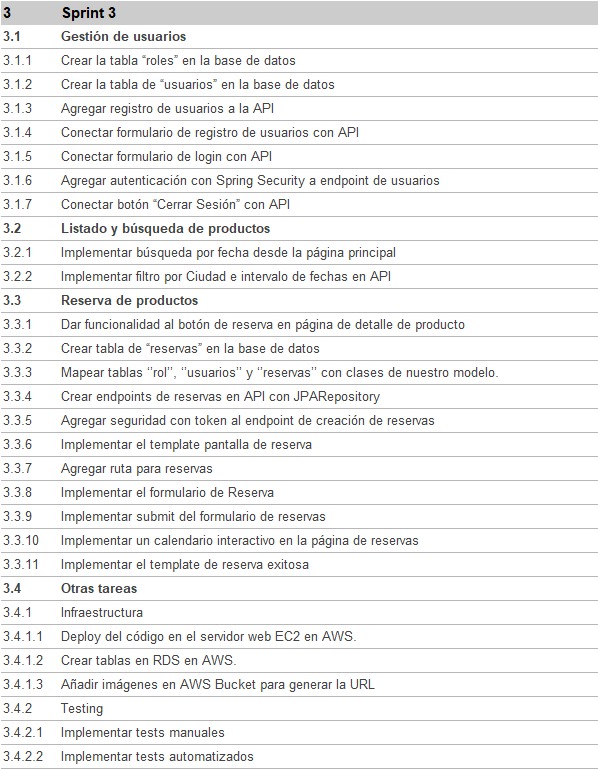 3 Sprint 3
3.1 Gestión de usuarios
3.1.1 Crear la tabla “roles” en la base de datos
3.1.2 Crear la tabla de “usuarios” en la base de datos
3.1.3 Agregar registro de usuarios a la API
3.1.4 Conectar formulario de registro de usuarios con API
3.1.5 Conectar formulario de login con API
3.1.6 Agregar autenticación con Spring Security a endpoint de usuarios
3.1.7 Conectar botón “Cerrar Sesión” con API
3.2 Listado y búsqueda de productos
3.2.1 Implementar búsqueda por fecha desde la página principal
3.2.2 Implementar filtro por Ciudad e intervalo de fechas en API
3.3 Reserva de productos
3.3.1 Dar funcionalidad al botón de reserva en página de detalle de producto
3.3.2 Crear tabla de “reservas” en la base de datos
3.3.3 Mapear tablas ‘’rol’’, ‘’usuarios’’ y ‘’reservas’’ con clases de nuestro modelo.
3.3.4 Crear endpoints de reservas en API con JPARepository
3.3.5 Agregar seguridad con token al endpoint de creación de reservas
3.3.6 Implementar el template pantalla de reserva
3.3.7 Agregar ruta para reservas
3.3.8 Implementar el formulario de Reserva
3.3.9 Implementar submit del formulario de reservas
3.3.10 Implementar un calendario interactivo en la página de reservas
3.3.11 Implementar el template de reserva exitosa
3.4 Otras tareas
3.4.1 Infraestructura
3.4.1.1 Deploy del código en el servidor web EC2 en AWS.
3.4.1.2 Crear tablas en RDS en AWS.
3.4.1.3 Añadir imágenes en AWS Bucket para generar la URL
3.4.2 Testing
3.4.2.1 Implementar tests manuales
3.4.2.2 Implementar tests automatizados